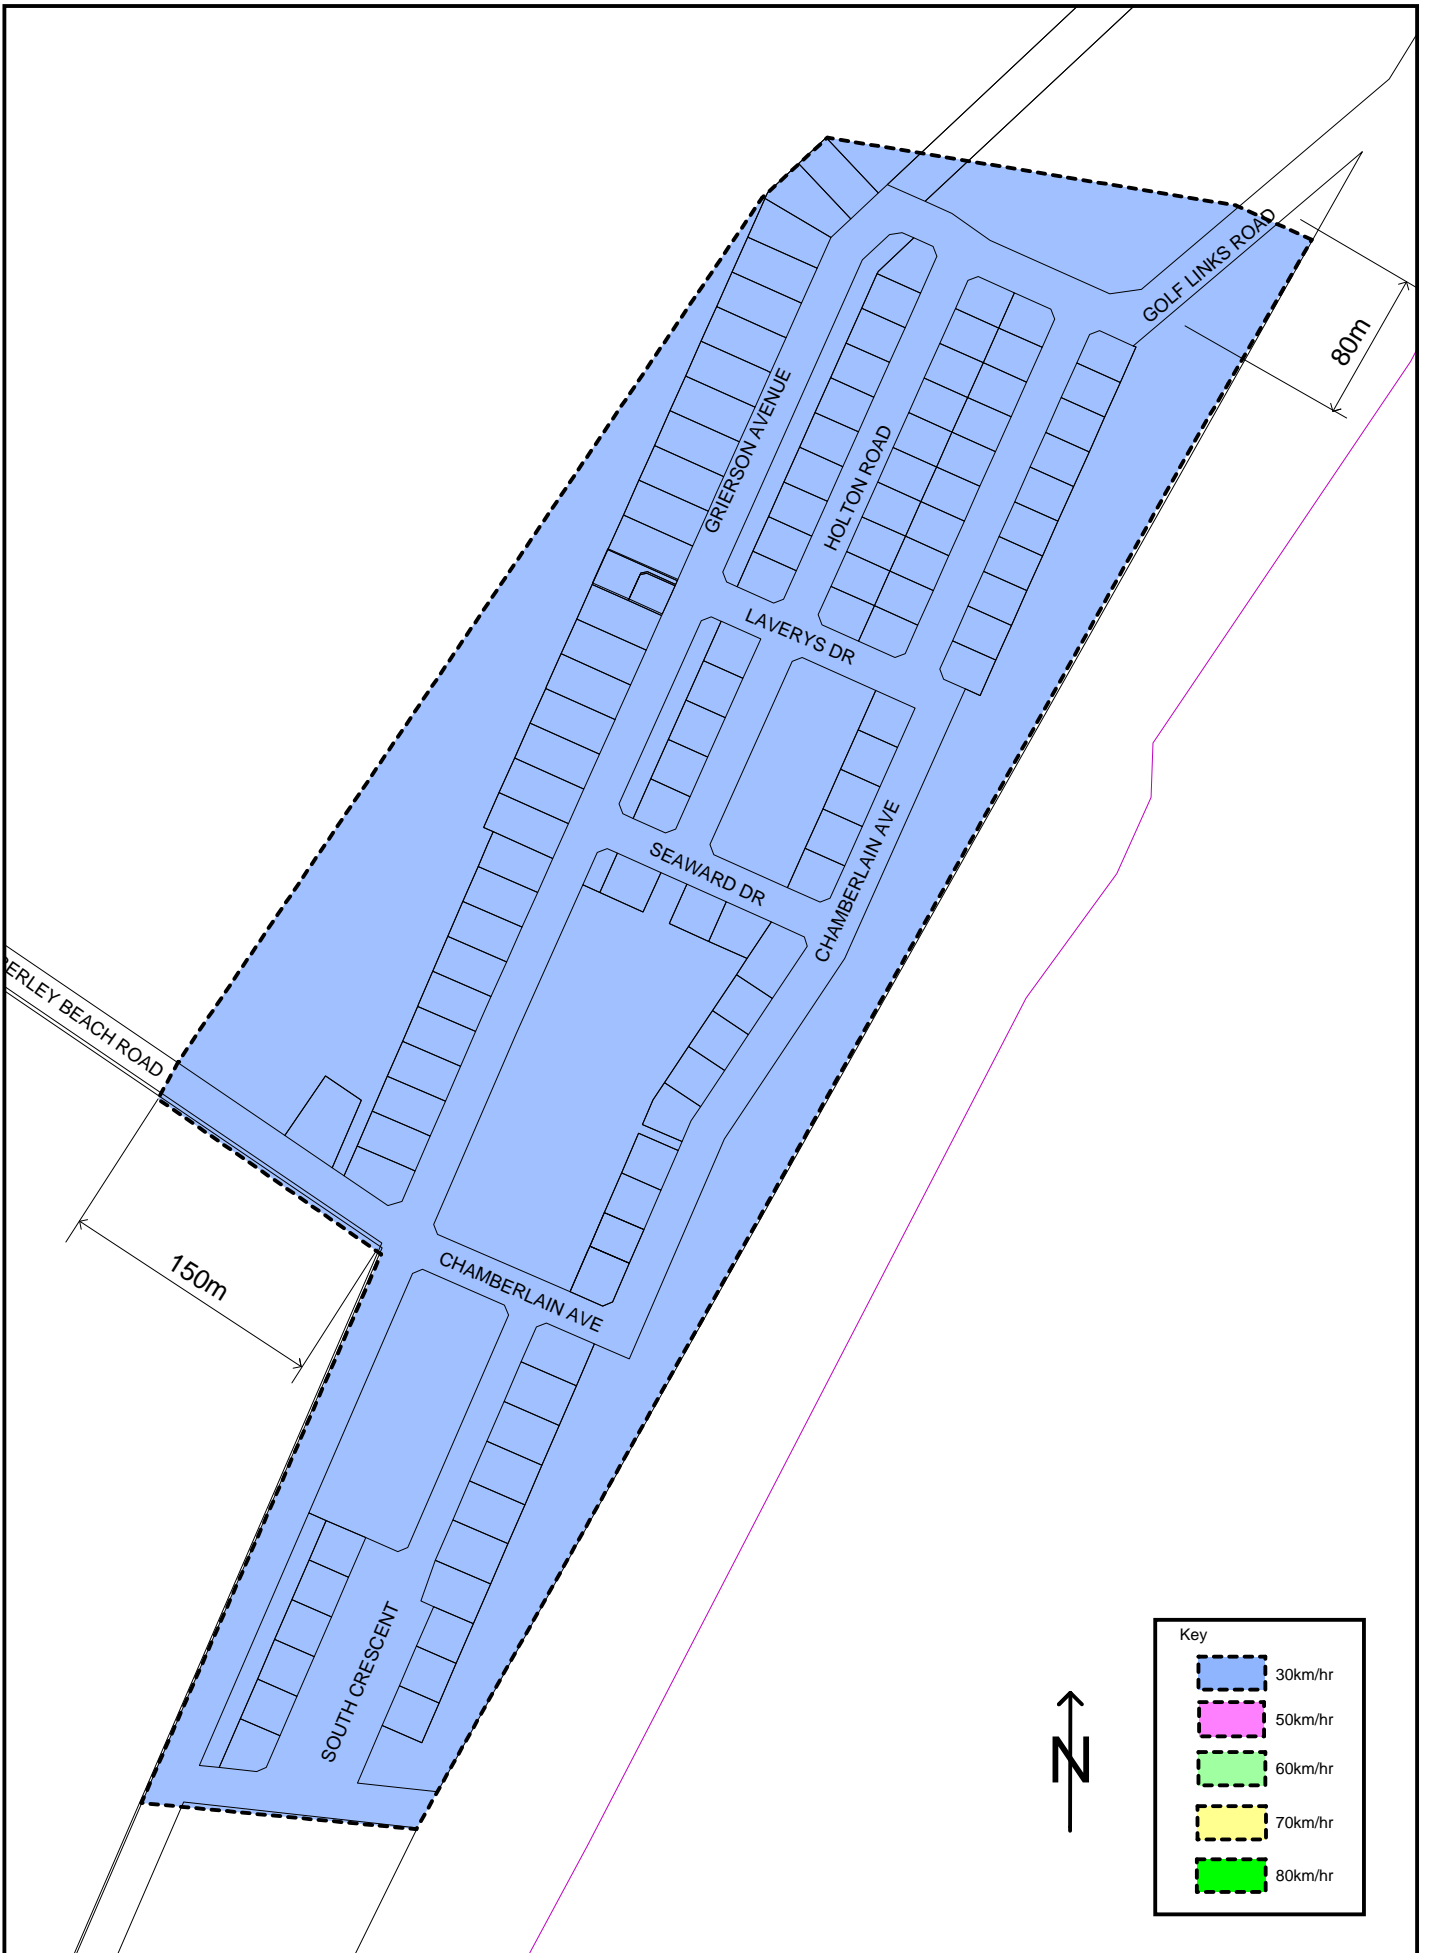 GOLF LINKS ROAD
80m
GRIERSON AVENUE
HOLTON ROAD
LAVERYS DR
CHAMBERLAIN AVE
SEAWARD DR
BEACH ROAD
150m
CHAMBERLAIN AVE
SOUTH CRESCENT
N
Key
30km/hr
50km/hr
60km/hr
70km/hr
80km/hr